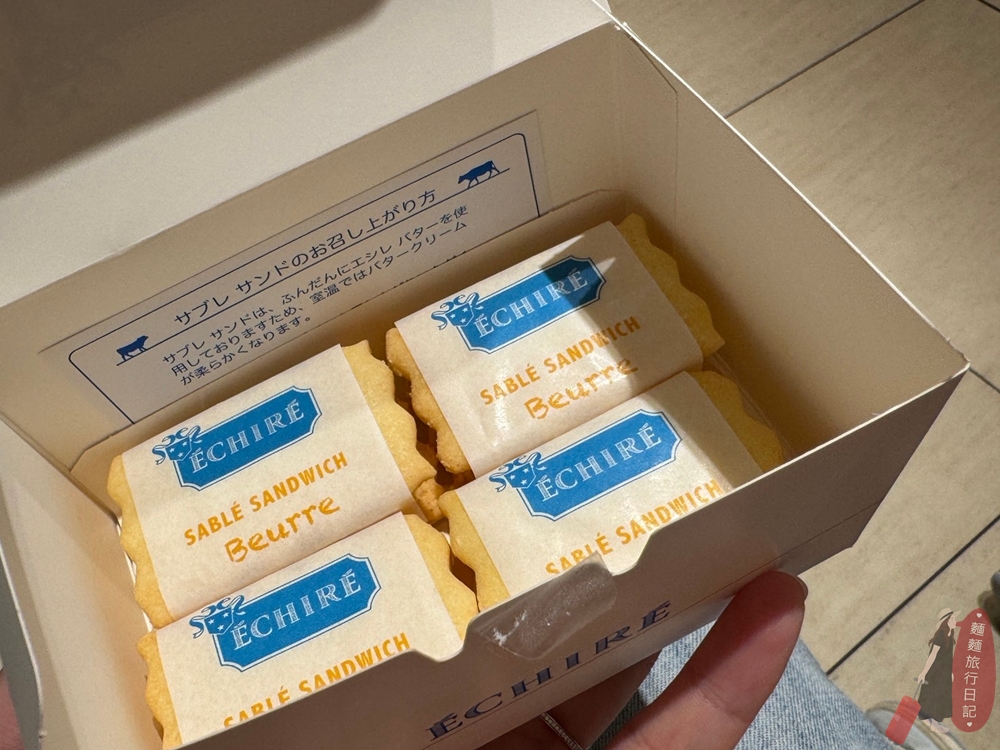 サブレ サンドのお召し上がり方
サブレ サンドは、ふんだんにエシレ バターを使
用しておりますため、室温ではバタークリーム
が柔らかくなります。
ÉCHIRÉ
SABLÉ SANDWICH
Beurre
ÉCHIRÉ
SABLÉ SANDWICH
Beurre
ÉCHIRÉ
SABLÉ SANDWICH
ÉCHIRÉ
SABLÉ SANDWICH
ÉCHIRÉ
麵麵旅行日記